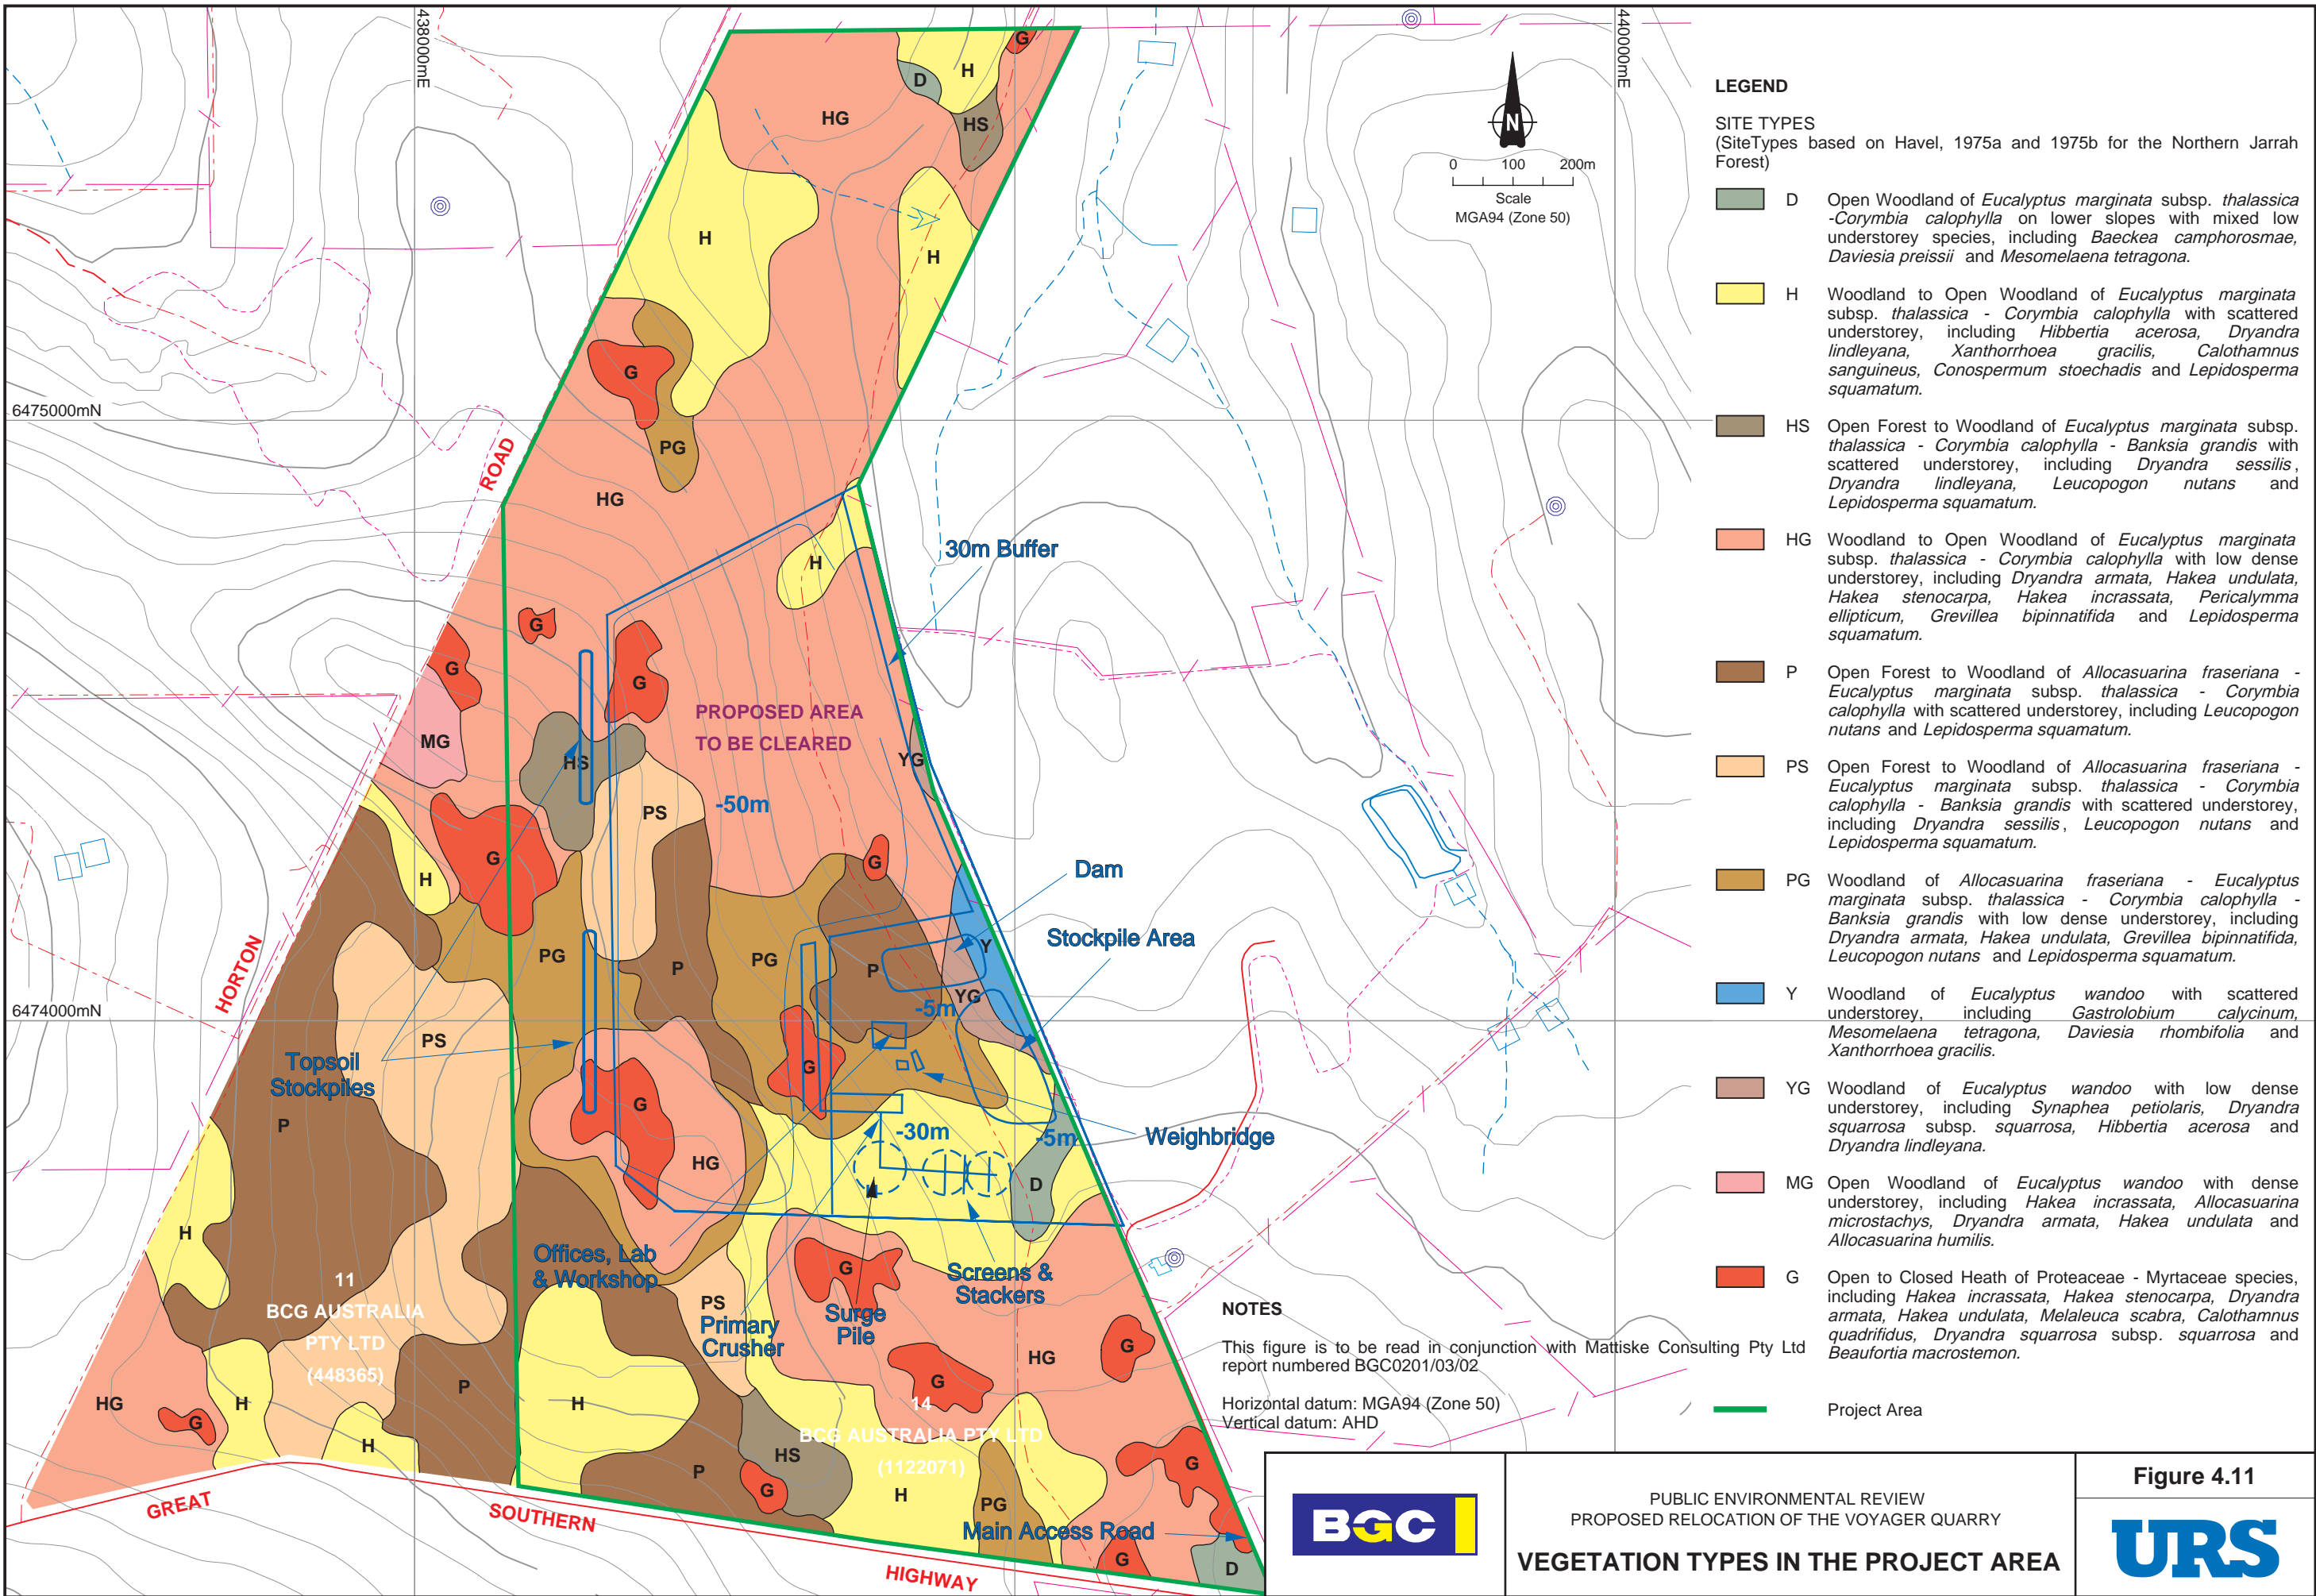 438000mE
440000mE
6475000mN
6474000mN
N
0 100 200m
Scale
MGA94 (Zone 50)
G
H
D
HG
HS
H
H
G
PG
HG
H
30m Buffer
G
G
G
PROPOSED AREA
TO BE CLEARED
MG
HS
YG
-50m
PS
G
G
H
Dam
Stockpile Area
Y
PG
P
PG
P
YG
-5m
PS
Topsoil
Stockpiles
G
G
P
-30m
-5m
Weighbridge
HG
D
H
Offices, Lab
& Workshop
G
Screens &
Stackers
11
BCG AUSTRALIA
PTY LTD
(448365)
PS
Primary
Crusher
Surge
Pile
G
HG
G
P
HG
G
H
H
H
14
BCG AUSTRALIA PTY LTD
(1122071)
HS
P
G
H
PG
G
Main Access Road
G
D
ROAD
HORTON
GREAT
SOUTHERN
HIGHWAY
LEGEND
SITE TYPES
(SiteTypes based on Havel, 1975a and 1975b for the Northern Jarrah
Forest)
D Open Woodland of Eucalyptus marginata subsp. thalassica
-Corymbia calophylla on lower slopes with mixed low
understorey species, including Baeckea camphorosmae,
Daviesia preissii and Mesomelaena tetragona.
H Woodland to Open Woodland of Eucalyptus marginata
subsp. thalassica - Corymbia calophylla with scattered
understorey, including Hibbertia acerosa, Dryandra
lindleyana, Xanthorrhoea gracilis, Calothamnus
sanguineus, Conospermum stoechadis and Lepidosperma
squamatum.
HS Open Forest to Woodland of Eucalyptus marginata subsp.
thalassica - Corymbia calophylla - Banksia grandis with
scattered understorey, including Dryandra sessilis,
Dryandra lindleyana, Leucopogon nutans and
Lepidosperma squamatum.
HG Woodland to Open Woodland of Eucalyptus marginata
subsp. thalassica - Corymbia calophylla with low dense
understorey, including Dryandra armata, Hakea undulata,
Hakea stenocarpa, Hakea incrassata, Pericalymma
ellipticum, Grevillea bipinnatifida and Lepidosperma
squamatum.
P Open Forest to Woodland of Allocasuarina fraseriana -
Eucalyptus marginata subsp. thalassica - Corymbia
calophylla with scattered understorey, including Leucopogon
nutans and Lepidosperma squamatum.
PS Open Forest to Woodland of Allocasuarina fraseriana -
Eucalyptus marginata subsp. thalassica - Corymbia
calophylla - Banksia grandis with scattered understorey,
including Dryandra sessilis, Leucopogon nutans and
Lepidosperma squamatum.
PG Woodland of Allocasuarina fraseriana - Eucalyptus
marginata subsp. thalassica - Corymbia calophylla -
Banksia grandis with low dense understorey, including
Dryandra armata, Hakea undulata, Grevillea bipinnatifida,
Leucopogon nutans and Lepidosperma squamatum.
Y Woodland of Eucalyptus wandoo with scattered
understorey, including Gastrolobium calycinum,
Mesomelaena tetragona, Daviesia rhombifolia and
Xanthorrhoea gracilis.
YG Woodland of Eucalyptus wandoo with low dense
understorey, including Synaphea petiolaris, Dryandra
squarrosa subsp. squarrosa, Hibbertia acerosa and
Dryandra lindleyana.
MG Open Woodland of Eucalyptus wandoo with dense
understorey, including Hakea incrassata, Allocasuarina
microstachys, Dryandra armata, Hakea undulata and
Allocasuarina humilis.
G Open to Closed Heath of Proteaceae - Myrtaceae species,
including Hakea incrassata, Hakea stenocarpa, Dryandra
armata, Hakea undulata, Melaleuca scabra, Calothamnus
quadrifidus, Dryandra squarrosa subsp. squarrosa and
Beaufortia macrostemon.
Project Area
NOTES
This figure is to be read in conjunction with Mattiske Consulting Pty Ltd
report numbered BGC0201/03/02
Horizontal datum: MGA94 (Zone 50)
Vertical datum: AHD
BGC
PUBLIC ENVIRONMENTAL REVIEW
PROPOSED RELOCATION OF THE VOYAGER QUARRY
VEGETATION TYPES IN THE PROJECT AREA
Figure 4.11
URS